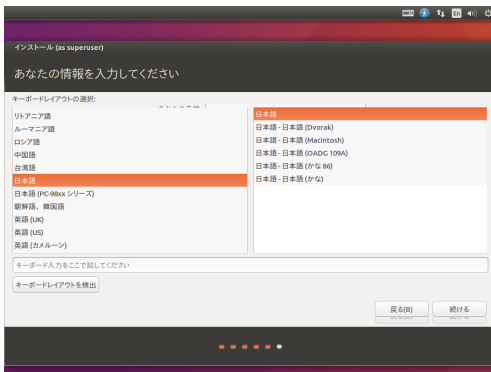 En
インストール (as superuser)
あなたの情報を入力してください
キーボードレイアウトの選択:
リトアニア語
ルーマニア語
ロシア語
中国語
台湾語
日本語
日本語 (PC-98xx シリーズ)
朝鮮語、韓国語
英語 (UK)
英語 (US)
英語 (カメルーン)
日本語
日本語 - 日本語 (Dvorak)
日本語 - 日本語 (Macintosh)
日本語 - 日本語 (OADG 109A)
日本語 - 日本語 (かな 86)
日本語 - 日本語 (かな)
キーボード入力をここで試してください
キーボードレイアウトを検出
戻る(B)
続ける